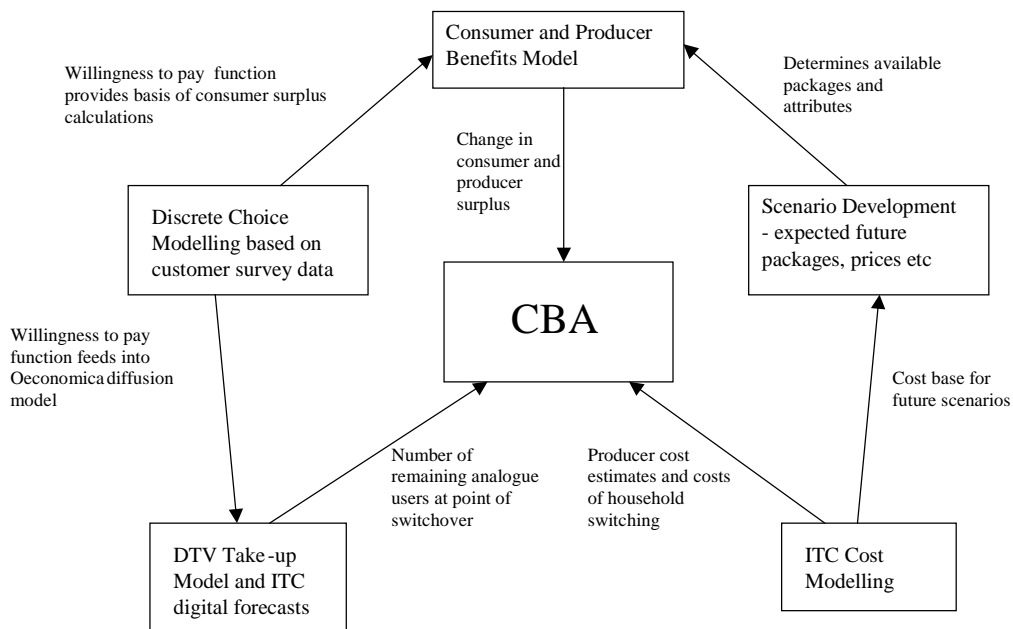 Consumer and Producer
Benefits Model
Willingness to pay function
provides basis of consumer surplus
calculations
Determines available
packages and
attributes
Change in
consumer and
producer
surplus
Discrete Choice
Modelling based on
customer survey data
Scenario Development
- expected future
packages, prices etc
CBA
Willingness to pay
function feeds into
Oeconomica diffusion
model
Cost base for
future scenarios
Number of
remaining analogue
users at point of
switchover
Producer cost
estimates and costs
of household
switching
DTV Take-up
Model and ITC
digital forecasts
ITC Cost
Modelling